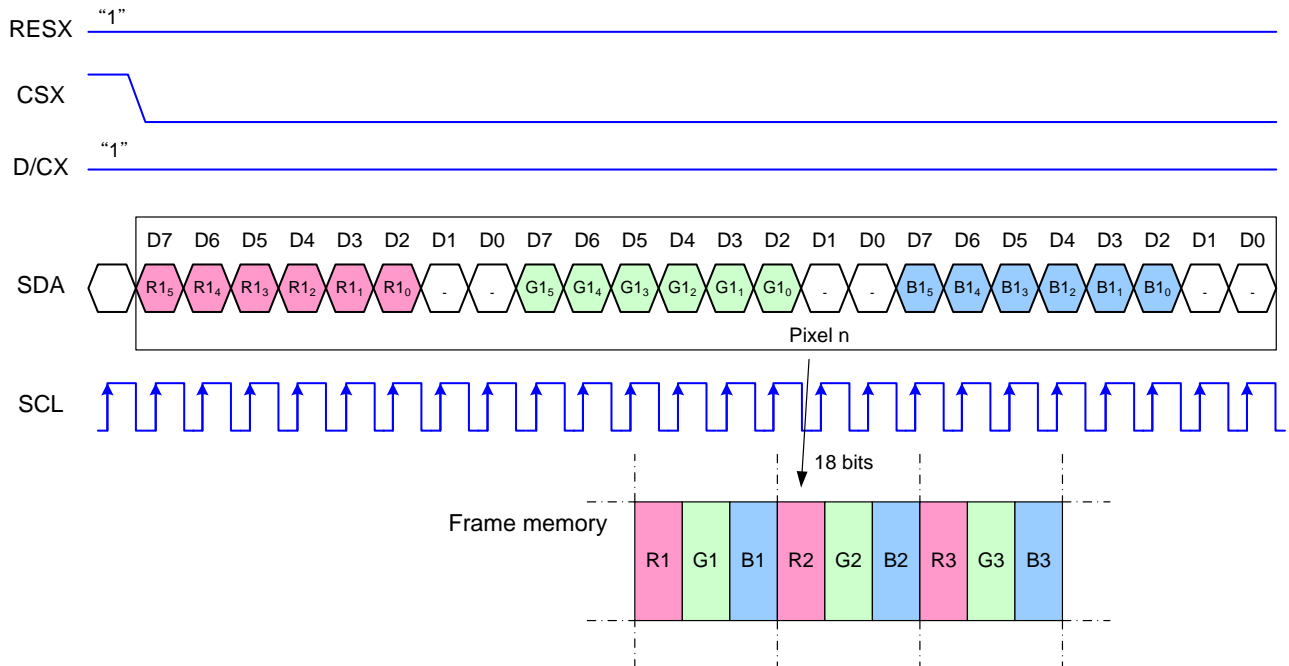 RESX “1”
CSX
D/CX “1”
D7 D6 D5 D4 D3 D2 D1 D0 D7 D6 D5 D4 D3 D2 D1 D0 D7 D6 D5 D4 D3 D2 D1 D0
SDA R1₅ R1₄ R1₃ R1₂ R1₁ R1₀ - - G1₅ G1₄ G1₃ G1₂ G1₁ G1₀ - - B1₅ B1₄ B1₃ B1₂ B1₁ B1₀ - -
Pixel n
SCL
18 bits
Frame memory
R1 G1 B1 R2 G2 B2 R3 G3 B3